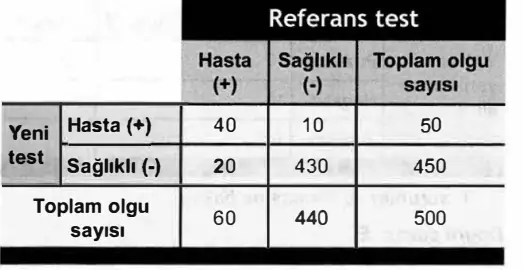 Referans test
Hasta (+) Sağlıklı (-) Toplam olgu sayısı
Yeni test Hasta (+) 40 10 50
Sağlıklı (-) 20 430 450
Toplam olgu sayısı 60 440 500